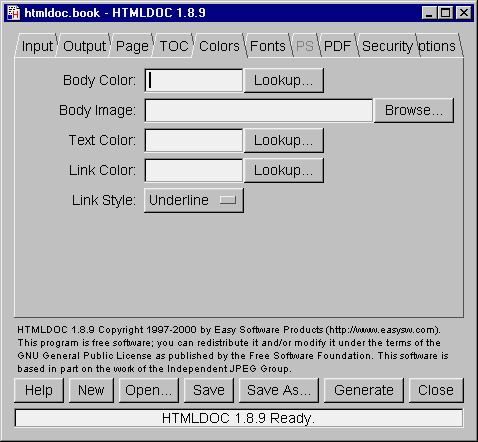 htmldoc.book - HTMLDOC 1.8.9
Input Output Page TOC Colors Fonts PS PDF Security ptions
Body Color: Lookup...
Body Image: Browse...
Text Color: Lookup...
Link Color: Lookup...
Link Style: Underline
HTMLDOC 1.8.9 Copyright 1997-2000 by Easy Software Products (http://www.easysw.com).
This program is free software; you can redistribute it and/or modify it under the terms of the
GNU General Public License as published by the Free Software Foundation. This software is
based in part on the work of the Independent JPEG Group.
Help New Open... Save Save As... Generate Close
HTMLDOC 1.8.9 Ready.